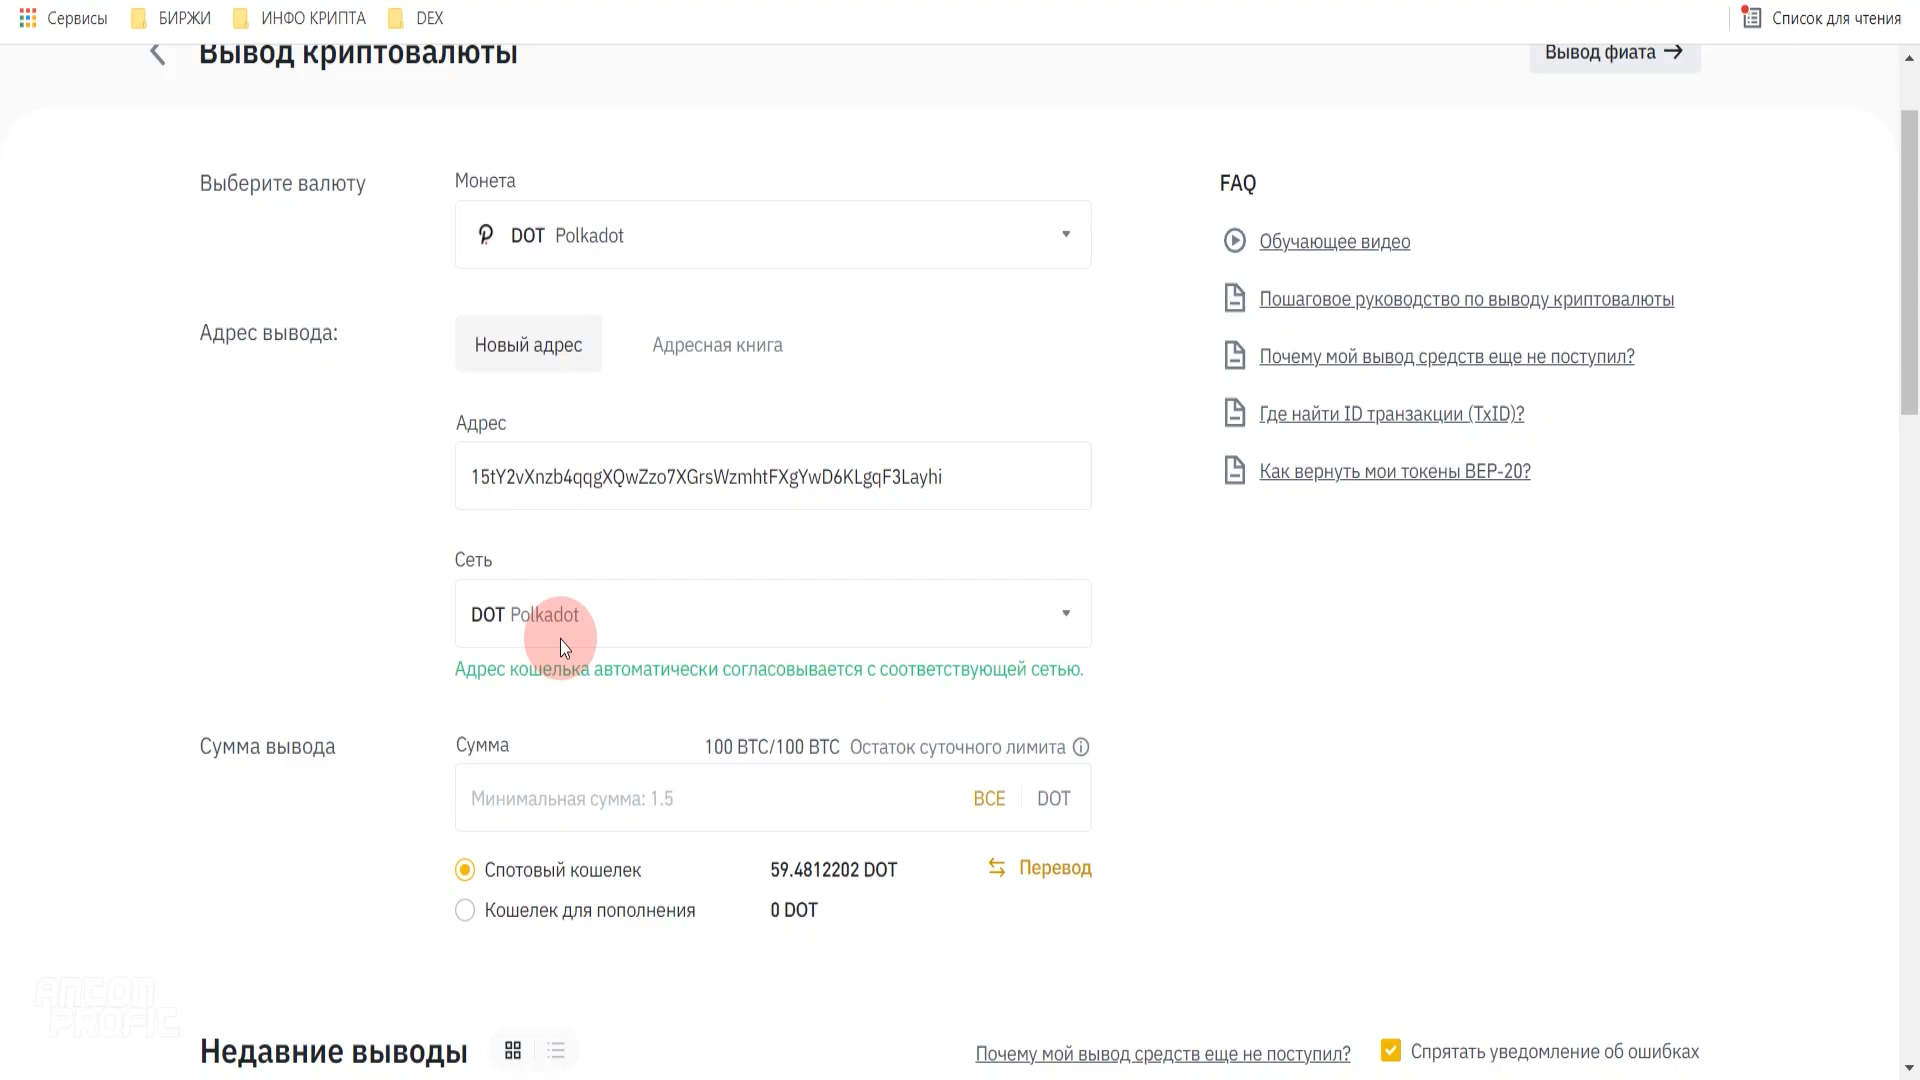 Сервисы
БИРЖИ
ИНФО КРИПТА
DEX
Список для чтения
Вывод криптовалюты
Вывод фиата
Выберите валюту
Монета
DOT Polkadot
Адрес вывода:
Новый адрес
Адресная книга
Адрес
15tY2vXnzb4qqgXQwZzo7XGrsWzmhtFXgYwD6KLgqF3Layhi
Сеть
DOT Polkadot
Адрес кошелька автоматически согласовывается с соответствующей сетью.
Сумма вывода
Сумма
100 BTC/100 BTC Остаток суточного лимита
Минимальная сумма: 1.5
ВСЕ
DOT
Спотовый кошелек
59.4812202 DOT
Перевод
Кошелек для пополнения
0 DOT
FAQ
Обучающее видео
Пошаговое руководство по выводу криптовалюты
Почему мой вывод средств еще не поступил?
Где найти ID транзакции (TxID)?
Как вернуть мои токены BEP-20?
ANTON
PROFIT
Недавние выводы
Почему мой вывод средств еще не поступил?
Спрятать уведомление об ошибках